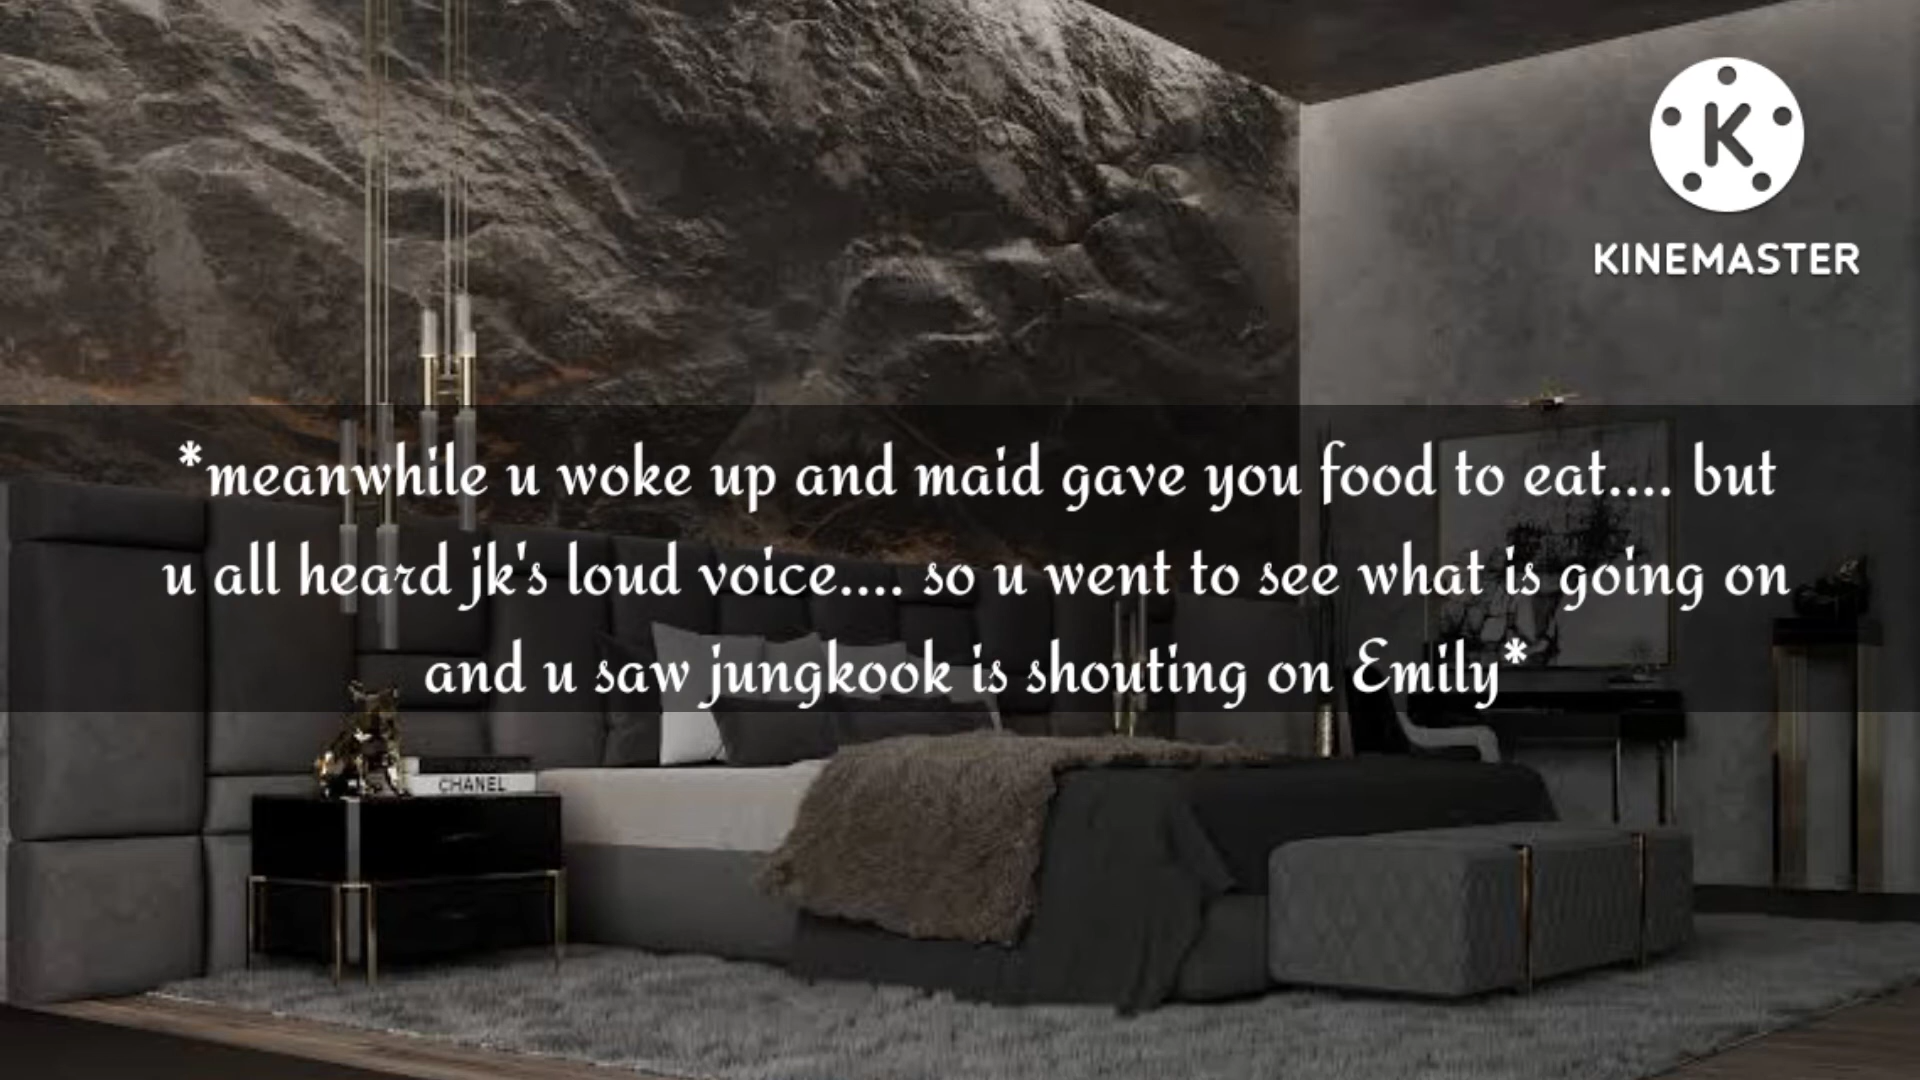 K
KINEMASTER
*meanwhile u woke up and maid gave you food to eat.... but
u all heard jk's loud voice.... so u went to see what is going on
and u saw jungkook is shouting on Emily*
CHANEL